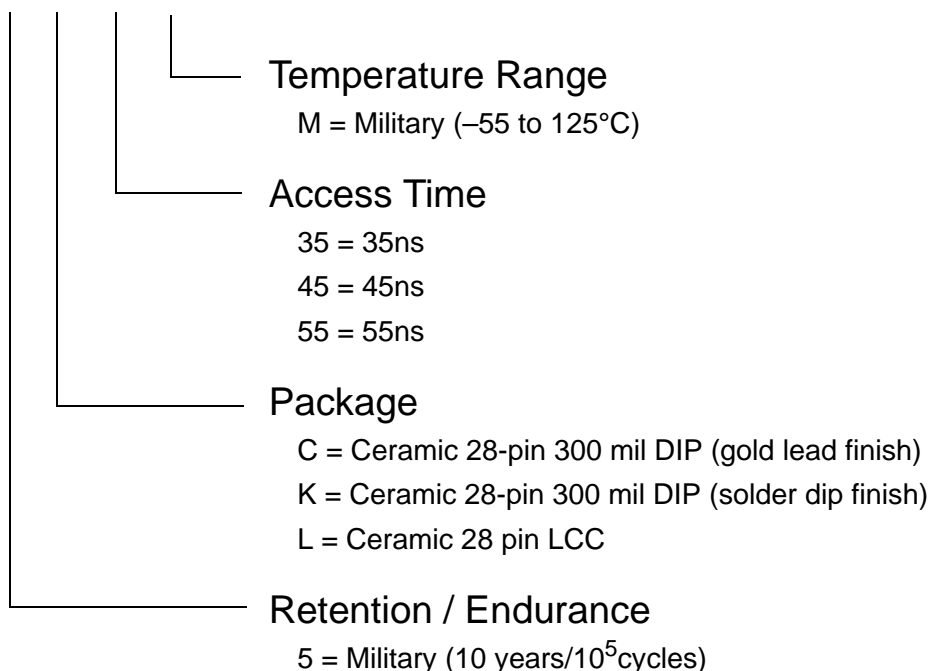 Temperature Range
M = Military (–55 to 125°C)
Access Time
35 = 35ns
45 = 45ns
55 = 55ns
Package
C = Ceramic 28-pin 300 mil DIP (gold lead finish)
K = Ceramic 28-pin 300 mil DIP (solder dip finish)
L = Ceramic 28 pin LCC
Retention / Endurance
5 = Military (10 years/10⁵cycles)